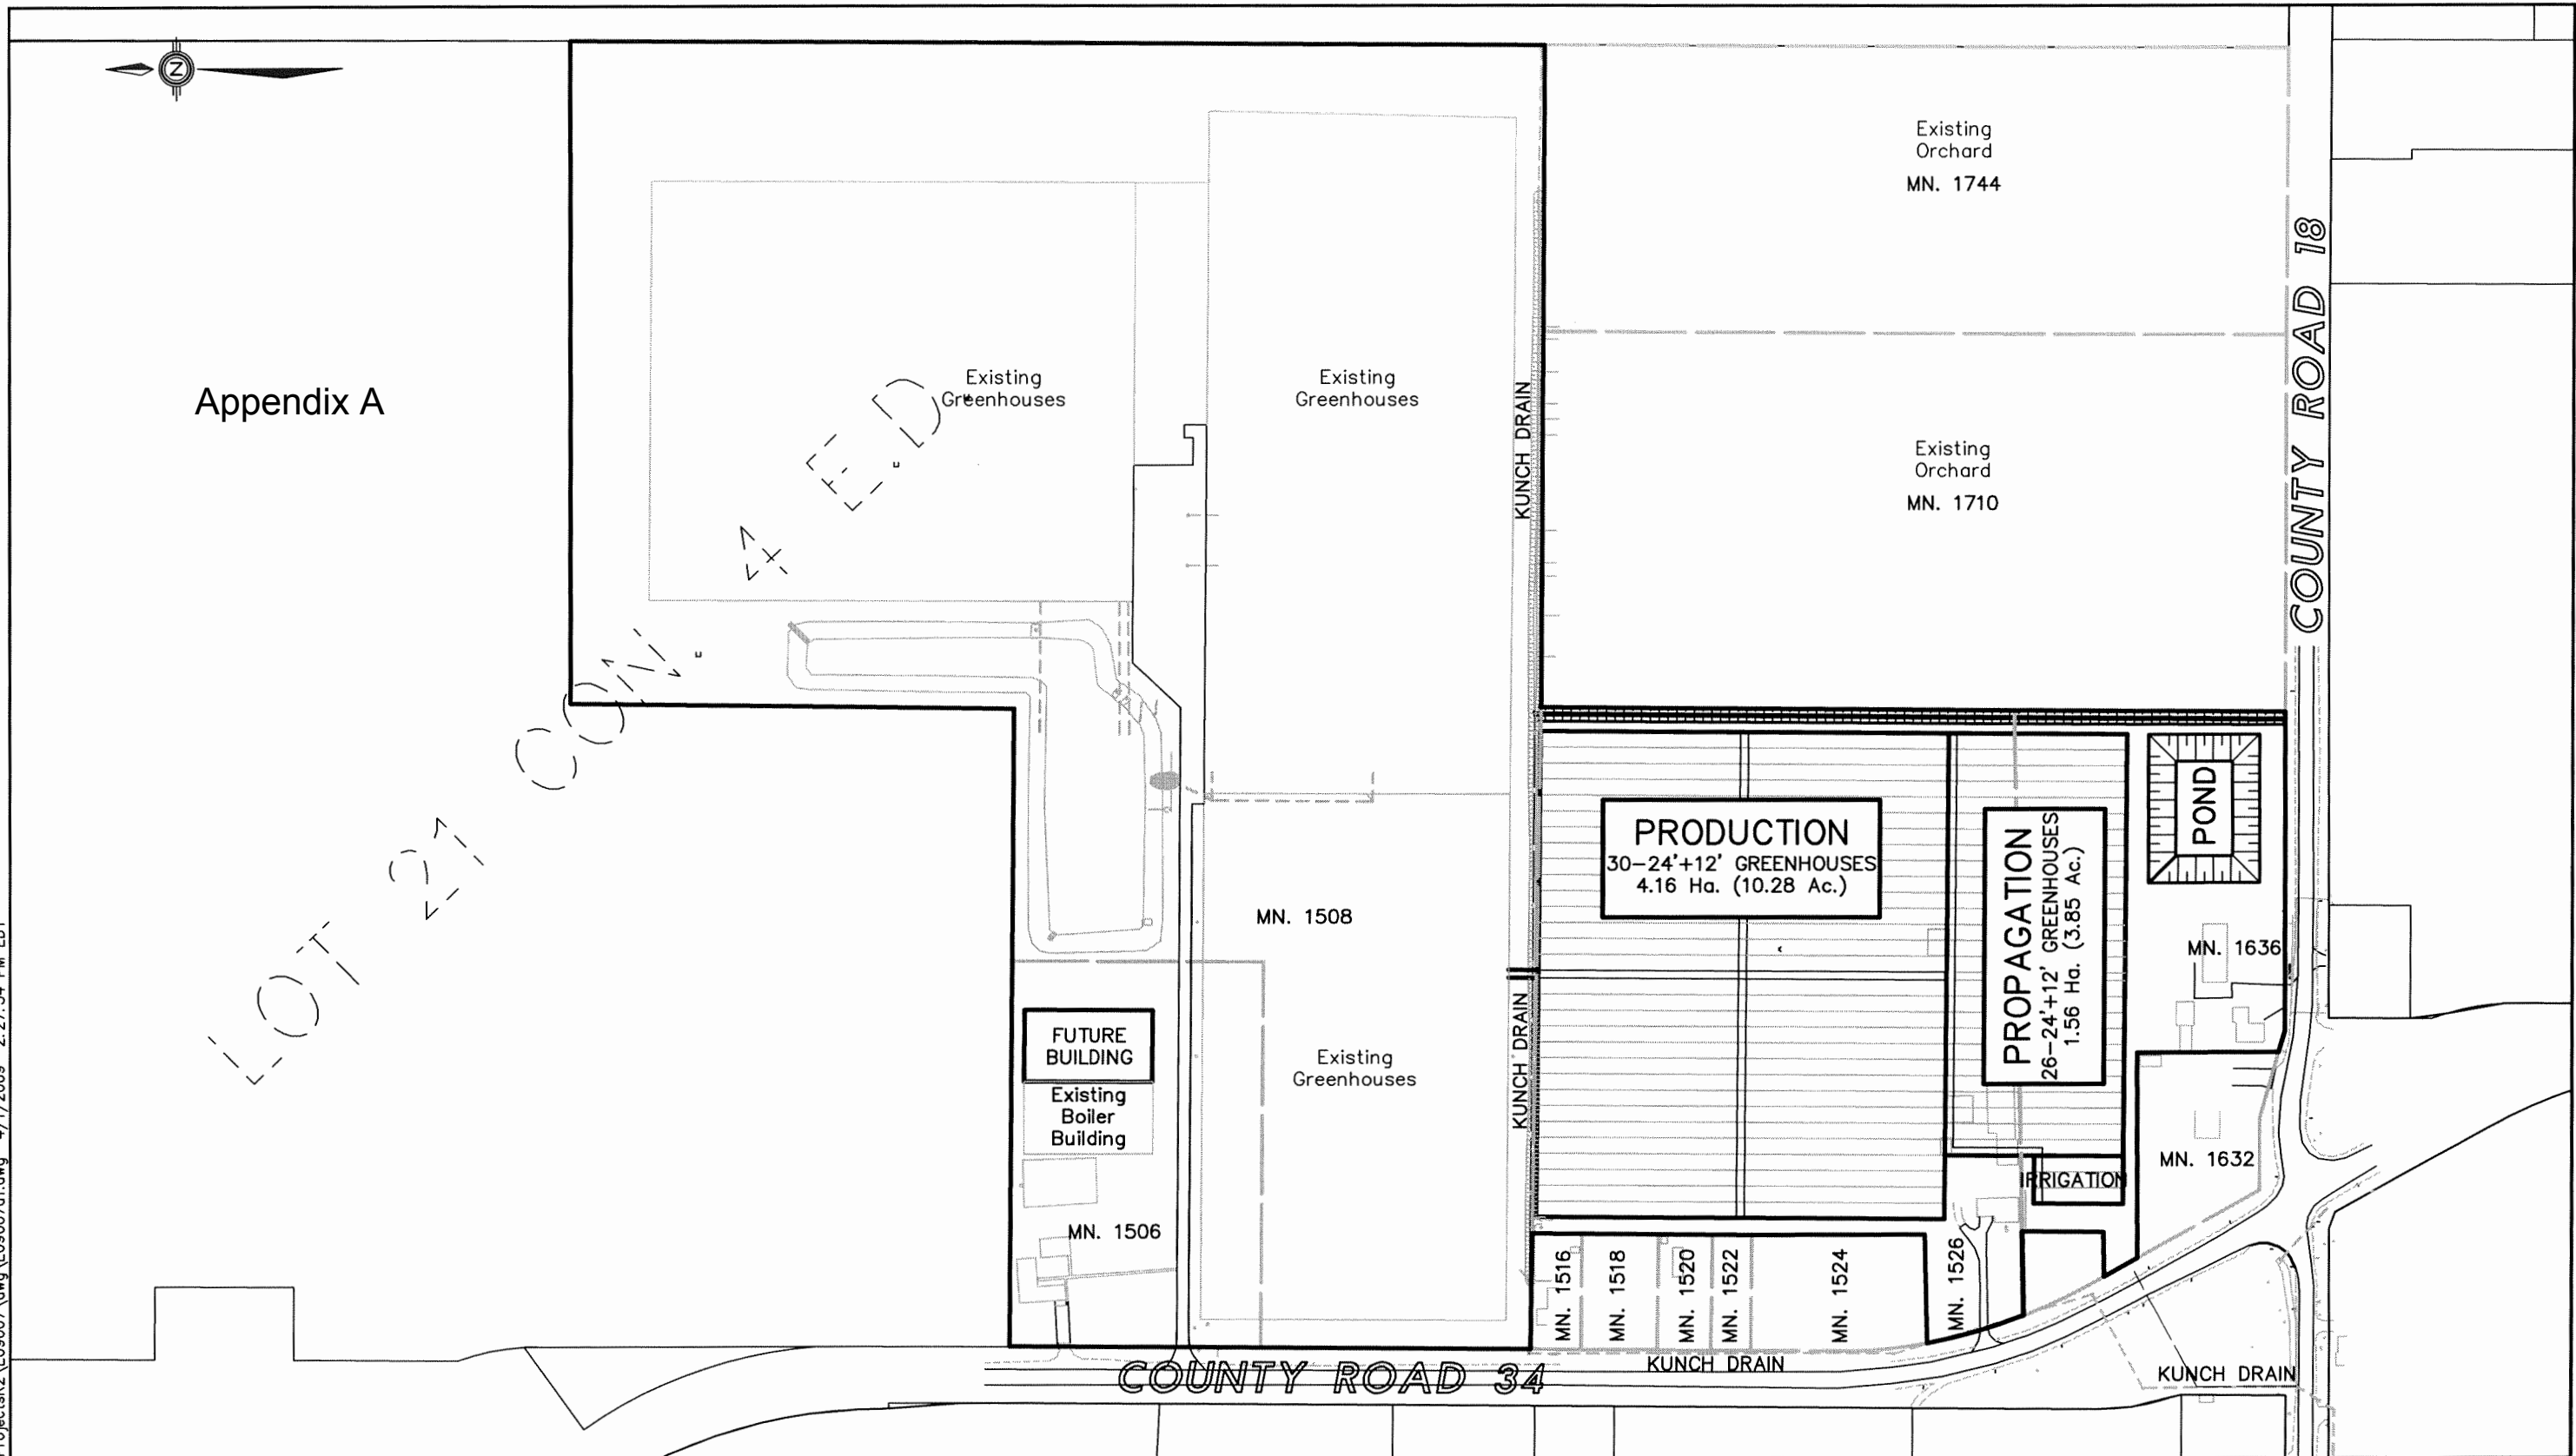 Z
Appendix A
LOT 21 CON. 4 E.D.
Existing
Greenhouses
Existing
Greenhouses
KUNCH DRAIN
Existing
Orchard
MN. 1744
Existing
Orchard
MN. 1710
COUNTY ROAD 18
PRODUCTION
30-24'+12' GREENHOUSES
4.16 Ha. (10.28 Ac.)
PROPAGATION
26-24'+12' GREENHOUSES
1.56 Ha. (3.85 Ac.)
POND
MN. 1508
MN. 1636
FUTURE
BUILDING
Existing
Boiler
Building
Existing
Greenhouses
KUNCH DRAIN
MN. 1632
IRRIGATION
MN. 1506
MN. 1516
MN. 1518
MN. 1520
MN. 1522
MN. 1524
MN. 1526
KUNCH DRAIN
KUNCH DRAIN
COUNTY ROAD 34